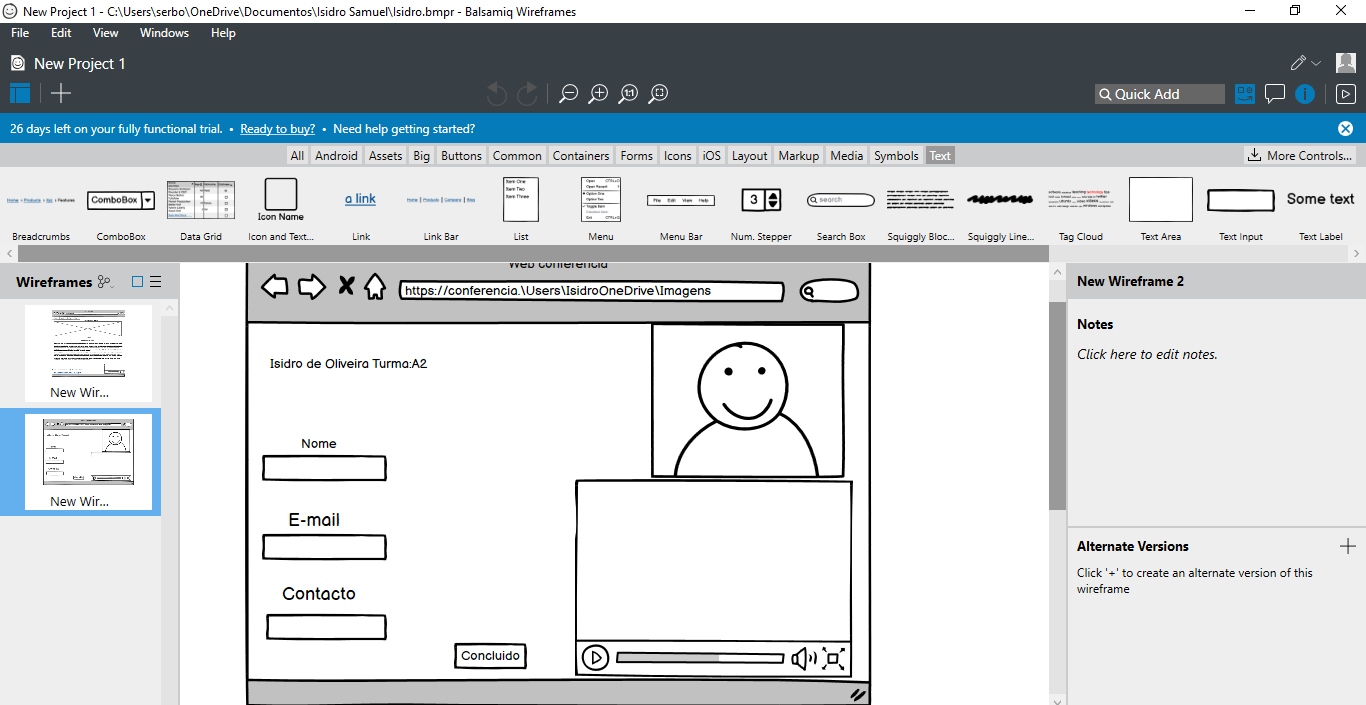 New Project 1 - C:\Users\serbo\OneDrive\Documentos\Isidro Samuel\Isidro.bmpr - Balsamiq Wireframes
File Edit View Windows Help
New Project 1
1:1
Quick Add
26 days left on your fully functional trial. • Ready to buy? • Need help getting started?
All Android Assets Big Buttons Common Containers Forms Icons iOS Layout Markup Media Symbols Text
More Controls...
ComboBox
Icon Name
a link
Item One
Item Two
Item Three
File Edit View Help
3
search
Some text
Breadcrumbs ComboBox Data Grid Icon and Text... Link Link Bar List Menu Menu Bar Num. Stepper Search Box Squiggly Bloc... Squiggly Line... Tag Cloud Text Area Text Input Text Label
Wireframes
New Wir...
New Wir...
Web conferencia
https://conferencia.\Users\IsidroOneDrive\Imagens
Isidro de Oliveira Turma:A2
Nome
E-mail
Contacto
Concluido
New Wireframe 2
Notes
Click here to edit notes.
Alternate Versions
Click '+' to create an alternate version of this
wireframe